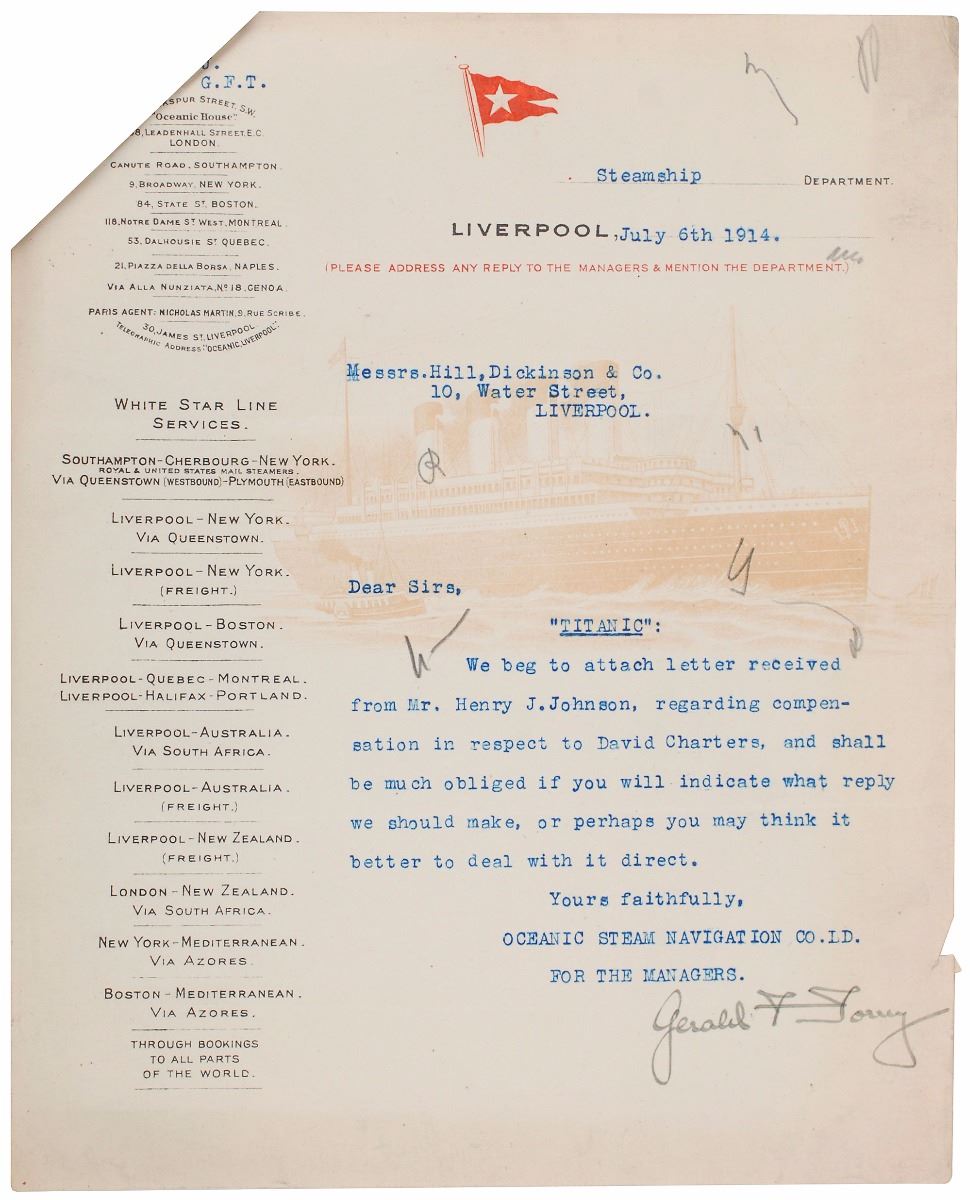 G.F.T.
"Oceanic House"
LEADENHALL STREET, E.C.
LONDON.
CANUTE ROAD, SOUTHAMPTON.
9, BROADWAY, NEW YORK.
84, STATE ST. BOSTON.
118, NOTRE DAME ST WEST, MONTREAL
53, DALHOUSIE ST QUEBEC.
21, PIAZZA DELLA BORSA, NAPLES.
VIA ALLA NUNZIATA, No 18, GENOA.
PARIS AGENT: NICHOLAS MARTIN, 9, RUE SCRIBE.
30, JAMES ST, LIVERPOOL
TELEGRAPHIC ADDRESS: "OCEANIC, LIVERPOOL".
WHITE STAR LINE
SERVICES.
SOUTHAMPTON-CHERBOURG-NEW YORK.
ROYAL & UNITED STATES MAIL STEAMERS.
VIA QUEENSTOWN (WESTBOUND)-PLYMOUTH (EASTBOUND)
LIVERPOOL-NEW YORK.
VIA QUEENSTOWN.
LIVERPOOL-NEW YORK.
(FREIGHT.)
LIVERPOOL-BOSTON.
VIA QUEENSTOWN.
LIVERPOOL-QUEBEC-MONTREAL.
LIVERPOOL-HALIFAX-PORTLAND.
LIVERPOOL-AUSTRALIA.
VIA SOUTH AFRICA.
LIVERPOOL-AUSTRALIA.
(FREIGHT.)
LIVERPOOL-NEW ZEALAND.
(FREIGHT.)
LONDON-NEW ZEALAND.
VIA SOUTH AFRICA.
NEW YORK-MEDITERRANEAN.
VIA AZORES.
BOSTON-MEDITERRANEAN.
VIA AZORES.
THROUGH BOOKINGS
TO ALL PARTS
OF THE WORLD.
Steamship DEPARTMENT.
LIVERPOOL, July 6th 1914.
(PLEASE ADDRESS ANY REPLY TO THE MANAGERS & MENTION THE DEPARTMENT.)
Messrs.Hill,Dickinson & Co.
10, Water Street,
LIVERPOOL.
Dear Sirs,
"TITANIC":
We beg to attach letter received
from Mr. Henry J.Johnson, regarding compen-
sation in respect to David Charters, and shall
be much obliged if you will indicate what reply
we should make, or perhaps you may think it
better to deal with it direct.
Yours faithfully,
OCEANIC STEAM NAVIGATION CO.LD.
FOR THE MANAGERS.
Gerald F